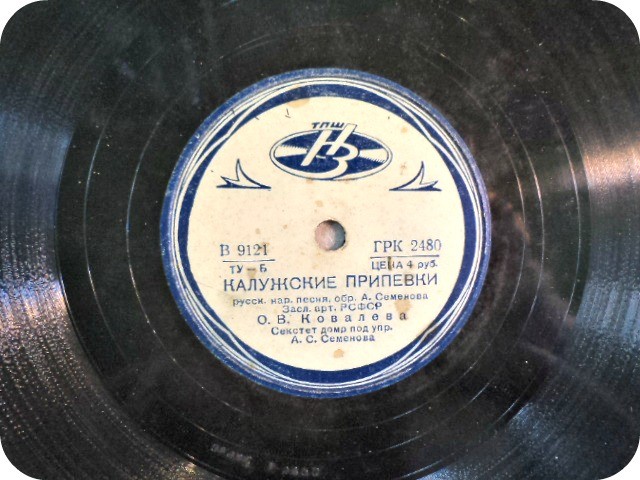 ТПШ
НЗ
В 9121 ГРК 2480
ТУ—Б ЦЕНА 4 руб.
КАЛУЖСКИЕ ПРИПЕВКИ
русск. нар. песня, обр. А. Семенова
Засл. арт. РСФСР
О. В. Ковалева
Секстет домр под упр.
А. С. Семенова